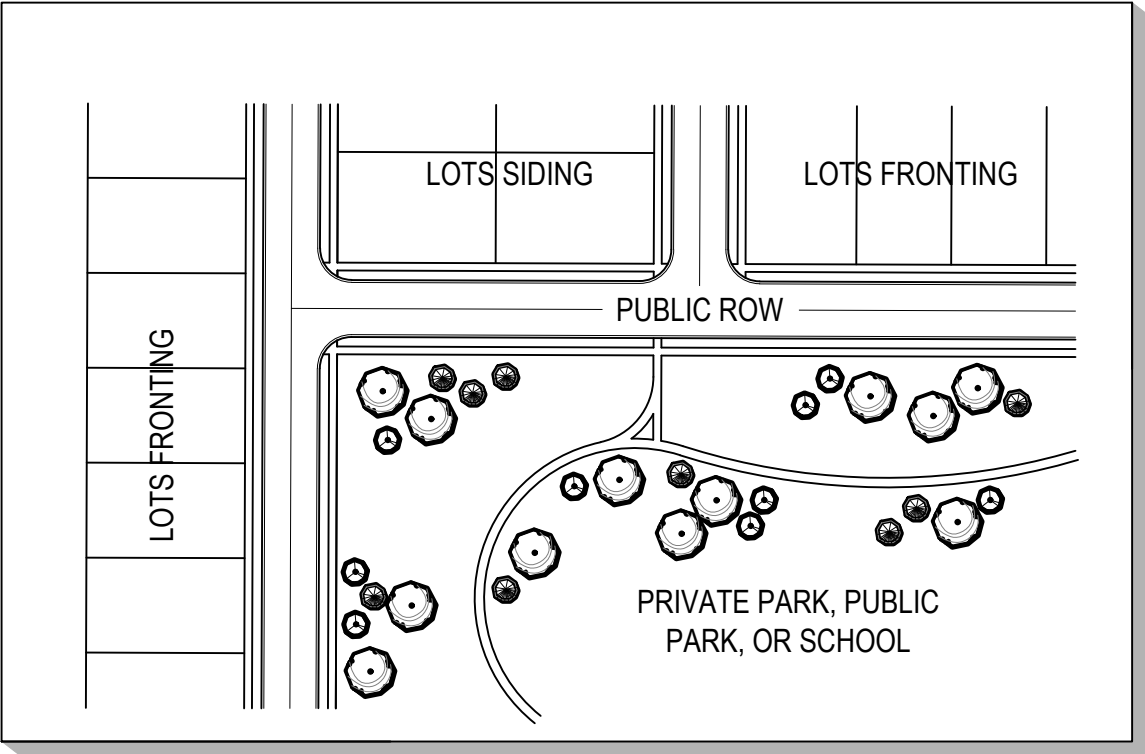 LOTS SIDING
LOTS FRONTING
PUBLIC ROW
LOTS FRONTING
PRIVATE PARK, PUBLIC
PARK, OR SCHOOL